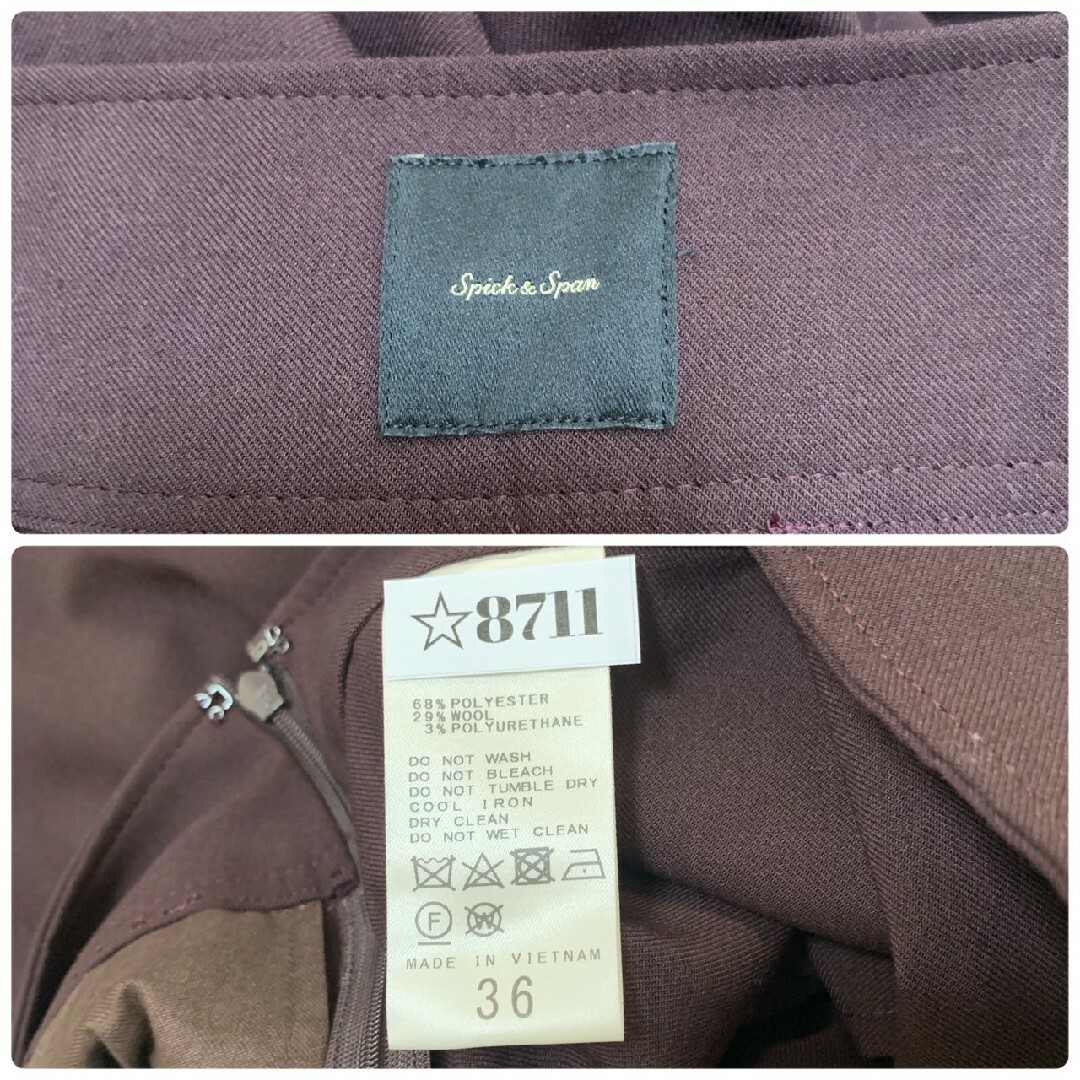 Spick & Span
☆8711
68% POLYESTER
29% WOOL
3% POLYURETHANE
DO NOT WASH
DO NOT BLEACH
DO NOT TUMBLE DRY
COOL IRON
DRY CLEAN
DO NOT WET CLEAN
F W
MADE IN VIETNAM
36